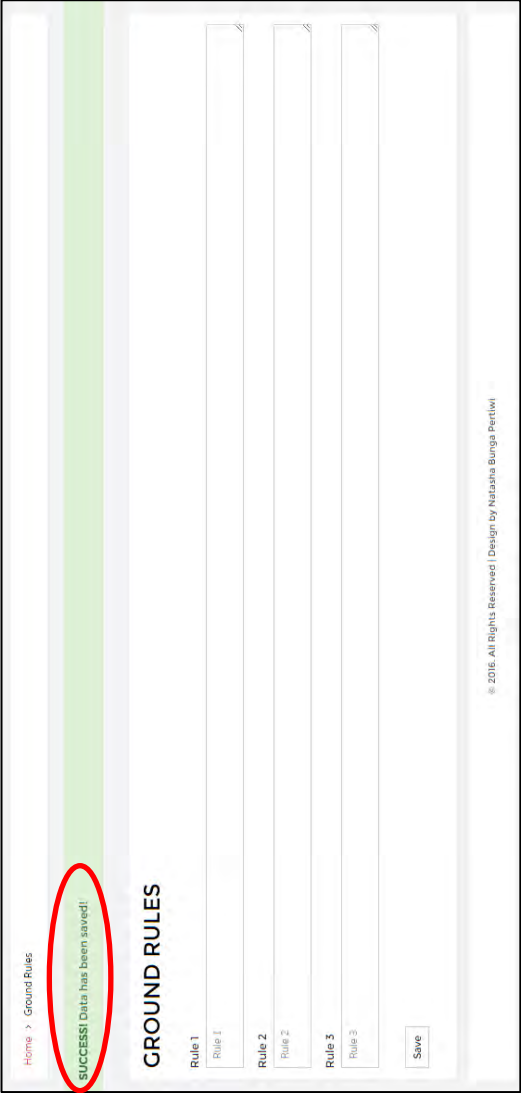 Home > Ground Rules
SUCCESS! Data has been saved!
GROUND RULES
Rule 1
Rule 1
Rule 2
Rule 2
Rule 3
Rule 3
Save
© 2016. All Rights Reserved | Design by Natasha Bunga Pertiwi